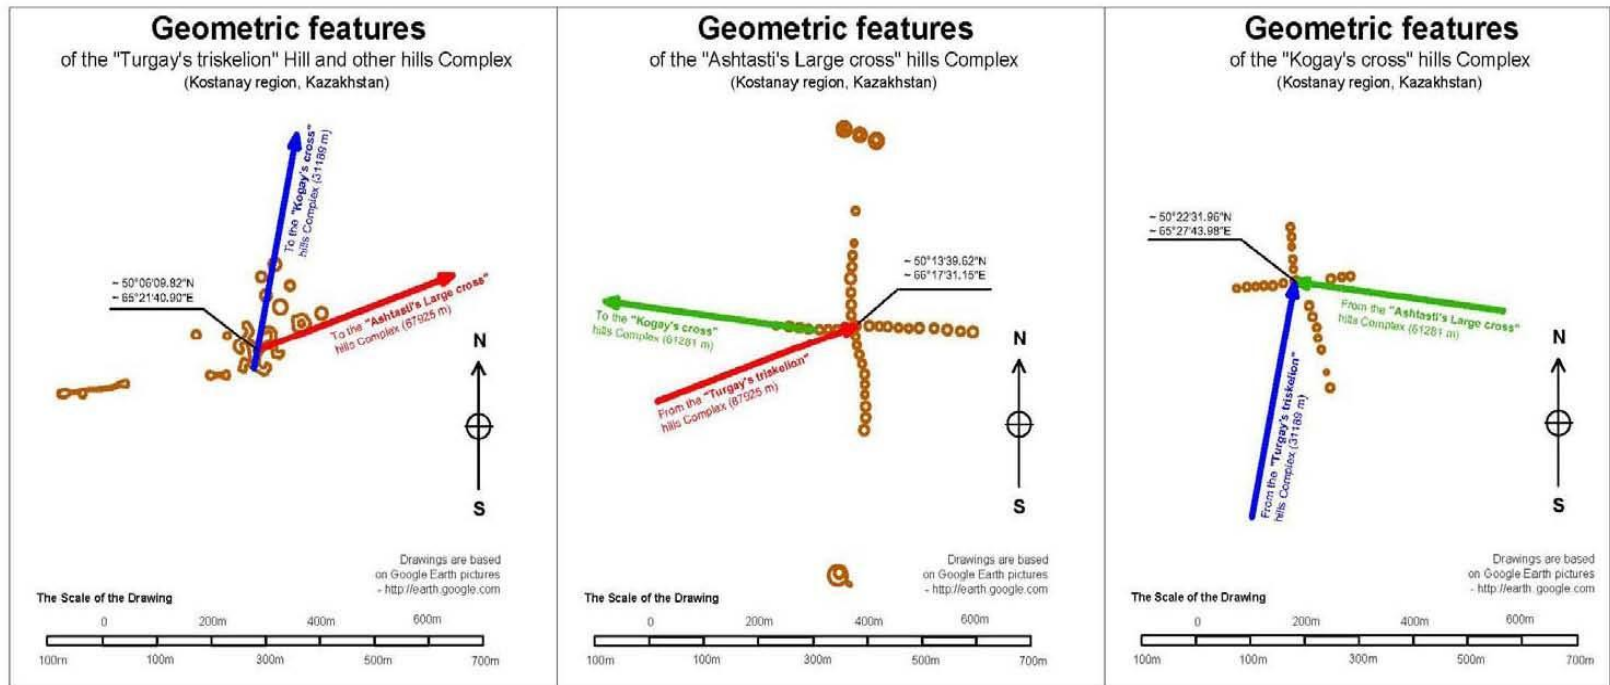 Geometric features
of the "Turgay's triskelion" Hill and other hills Complex
(Kostanay region, Kazakhstan)
To the "Kogay's cross"
hills Complex (31189 m)
~ 50°06'09.82"N
~ 65°21'40.90"E
To the "Ashtasti's Large cross"
hills Complex (67925 m)
N
S
Drawings are based
on Google Earth pictures
- http://earth.google.com
The Scale of the Drawing
0 200m 400m 600m
100m 100m 300m 500m 700m
Geometric features
of the "Ashtasti's Large cross" hills Complex
(Kostanay region, Kazakhstan)
~ 50°13'39.62"N
~ 66°17'31.15"E
To the "Kogay's cross"
hills Complex (61281 m)
From the "Turgay's triskelion"
hills Complex (67925 m)
N
S
Drawings are based
on Google Earth pictures
- http://earth.google.com
The Scale of the Drawing
0 200m 400m 600m
100m 100m 300m 500m 700m
Geometric features
of the "Kogay's cross" hills Complex
(Kostanay region, Kazakhstan)
~ 50°22'31.96"N
~ 65°27'43.98"E
From the "Ashtasti's Large cross"
hills Complex (61281 m)
From the "Turgay's triskelion"
hills Complex (31189 m)
N
S
Drawings are based
on Google Earth pictures
- http://earth.google.com
The Scale of the Drawing
0 200m 400m 600m
100m 100m 300m 500m 700m